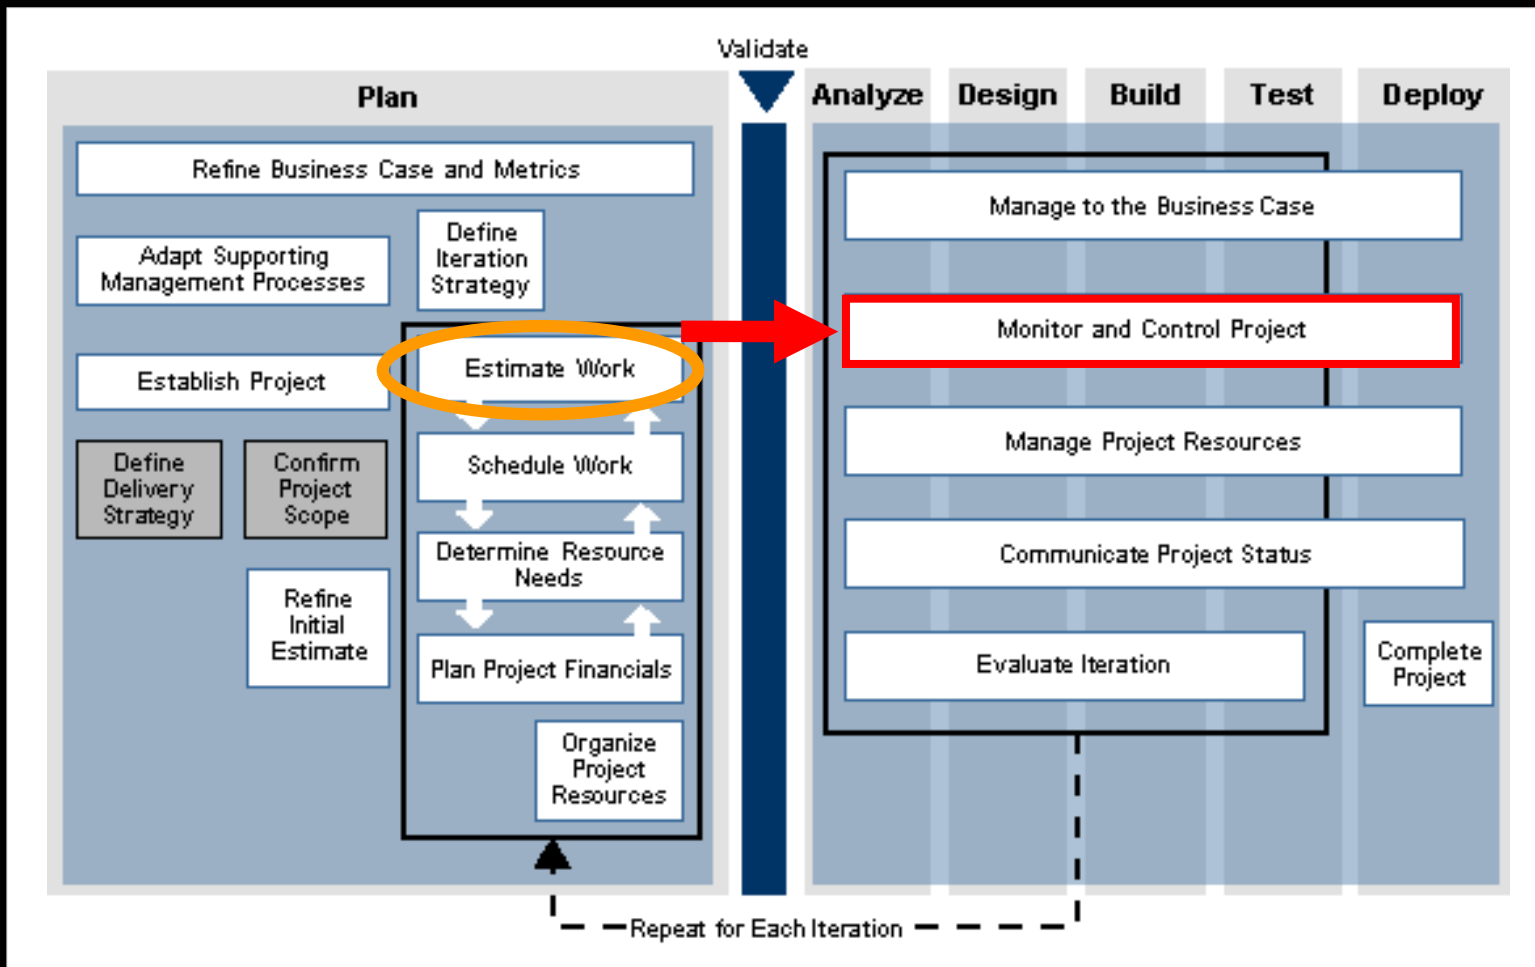 Validate
Plan
Analyze
Design
Build
Test
Deploy
Refine Business Case and Metrics
Adapt Supporting
Management Processes
Define
Iteration
Strategy
Establish Project
Estimate Work
Define
Delivery
Strategy
Confirm
Project
Scope
Schedule Work
Refine
Initial
Estimate
Determine Resource
Needs
Plan Project Financials
Organize
Project
Resources
Manage to the Business Case
Monitor and Control Project
Manage Project Resources
Communicate Project Status
Evaluate Iteration
Complete
Project
Repeat for Each Iteration